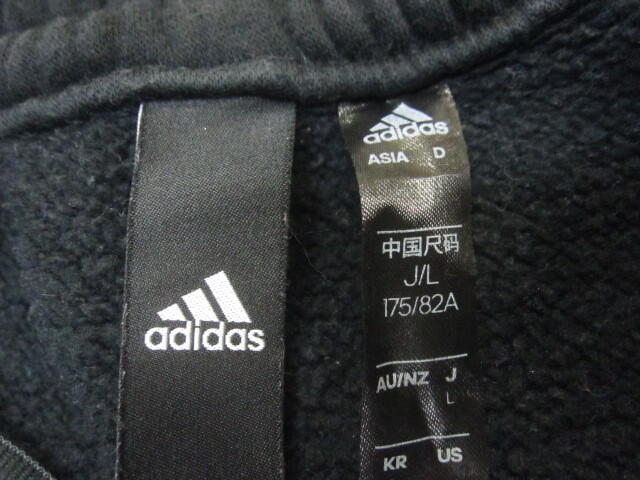 adidas
adidas
ASIA D
中国尺码
J/L
175/82A
AU/NZ J
L
KR US